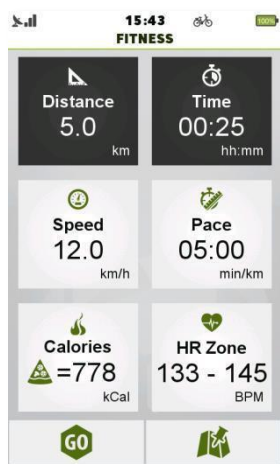 15:43
100%
FITNESS
Distance
5.0
km
Time
00:25
hh:mm
Speed
12.0
km/h
Pace
05:00
min/km
Calories
=778
kCal
HR Zone
133 - 145
BPM
GO